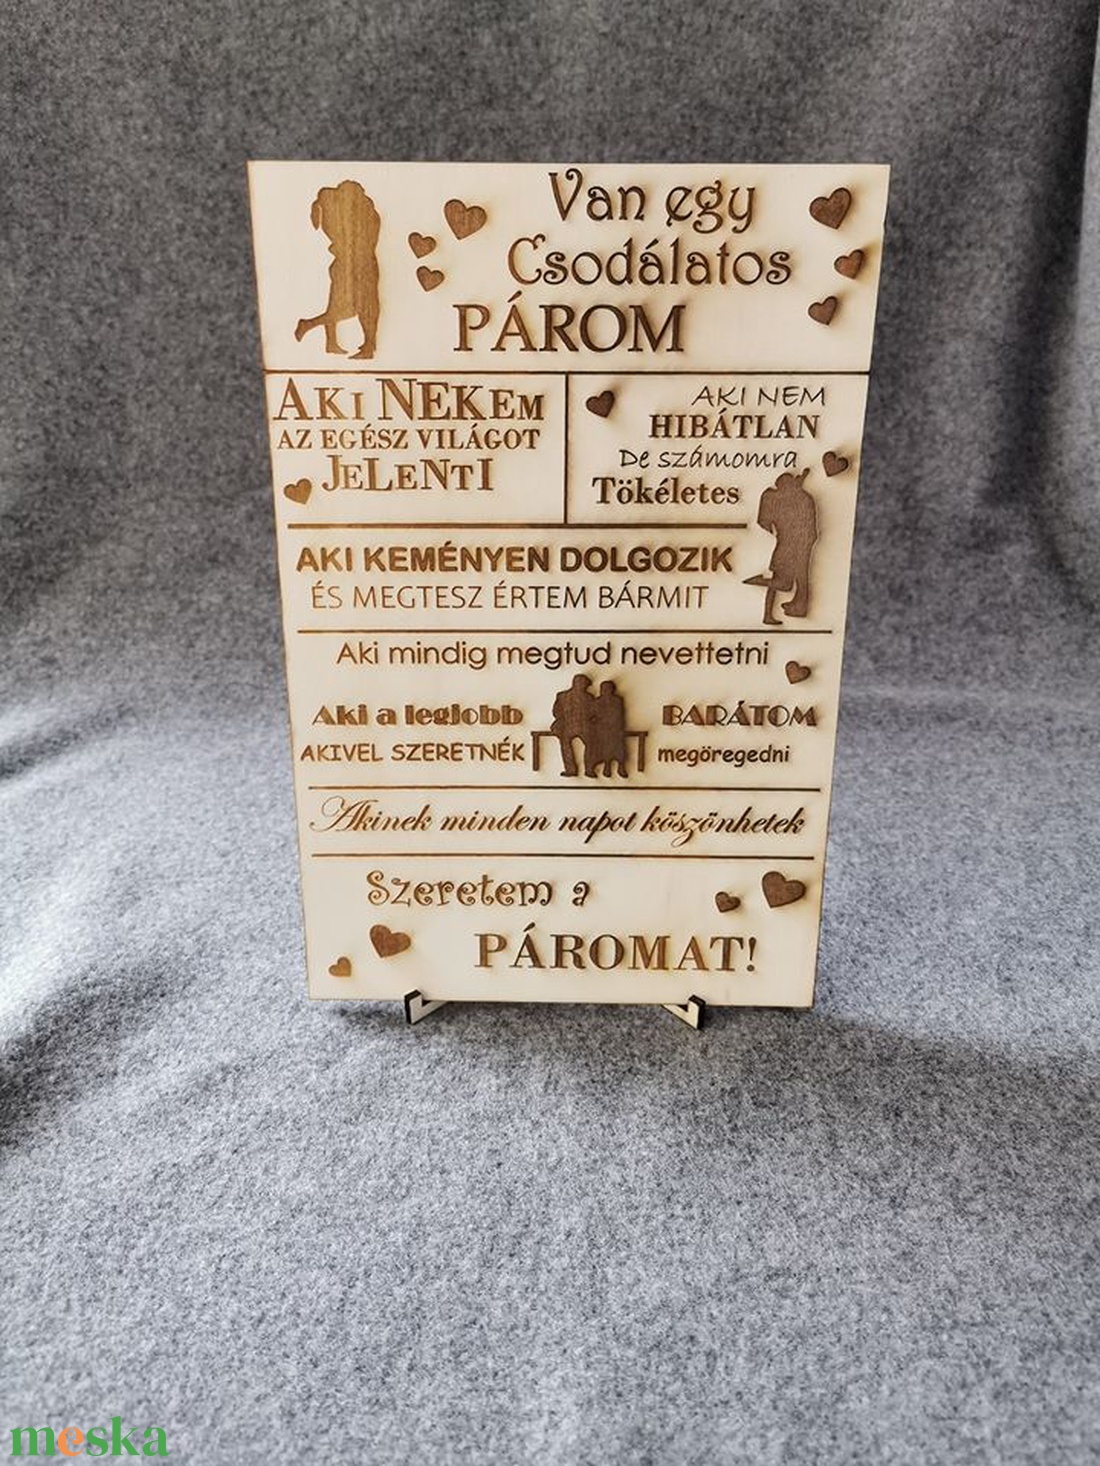 Van egy
Csodálatos
PÁROM
AKI NEKEM
AZ EGÉSZ VILÁGOT
JELENTI
AKI NEM
HIBÁTLAN
De számomra
Tökéletes
AKI KEMÉNYEN DOLGOZIK
ÉS MEGTESZ ÉRTEM BÁRMIT
Aki mindig megtud nevettetni
Aki a legjobb BARÁTOM
AKIVEL SZERETNÉK megöregedni
Akinek minden napot köszönhetek
Szeretem a
PÁROMAT!
meska